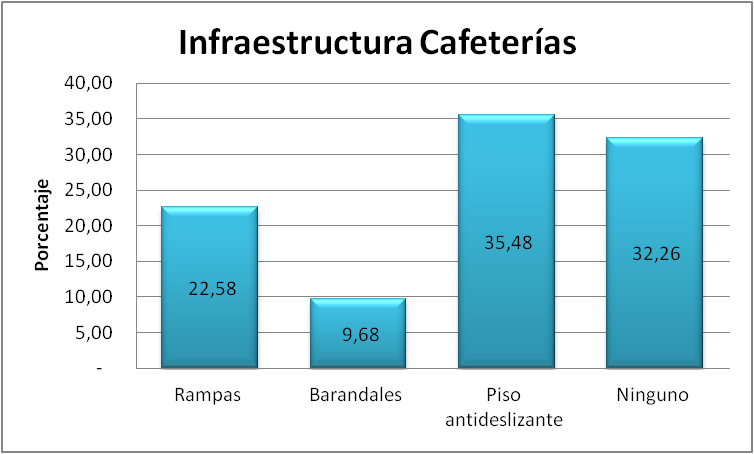 Infraestructura Cafeterías
Porcentaje
40,00
35,00
30,00
25,00
20,00
15,00
10,00
5,00
-
22,58
9,68
35,48
32,26
Rampas
Barandales
Piso
antideslizante
Ninguno